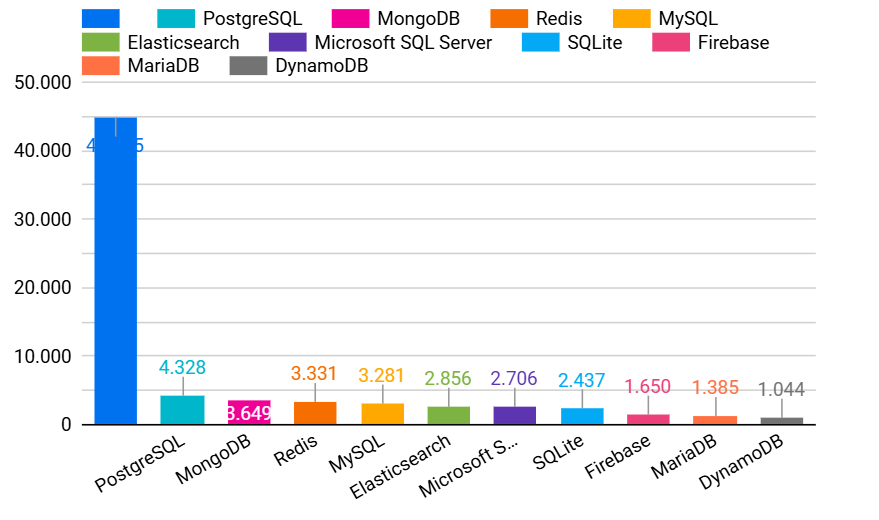 PostgreSQL MongoDB Redis MySQL
Elasticsearch Microsoft SQL Server SQLite Firebase
MariaDB DynamoDB
50.000
40.000
30.000
20.000
10.000
0
4.328
3.649
3.331
3.281
2.856
2.706
2.437
1.650
1.385
1.044
PostgreSQL
MongoDB
Redis
MySQL
Elasticsearch
Microsoft S...
SQLite
Firebase
MariaDB
DynamoDB